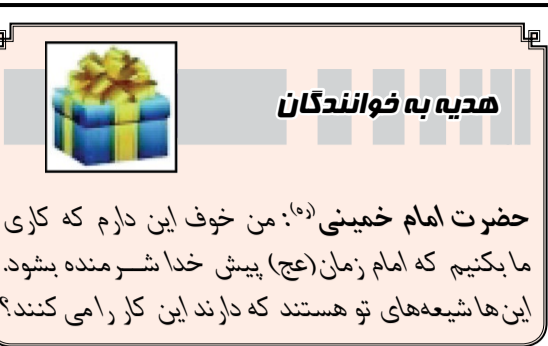 هدیه به خوانندگان
حضرت امام خمینی(ره): من خوف این دارم که کاری
ما بکنیم که امام زمان(عج) پیش خدا شرمنده بشود.
این‌ها شیعه‌های تو هستند که دارند این کار را می کنند؟